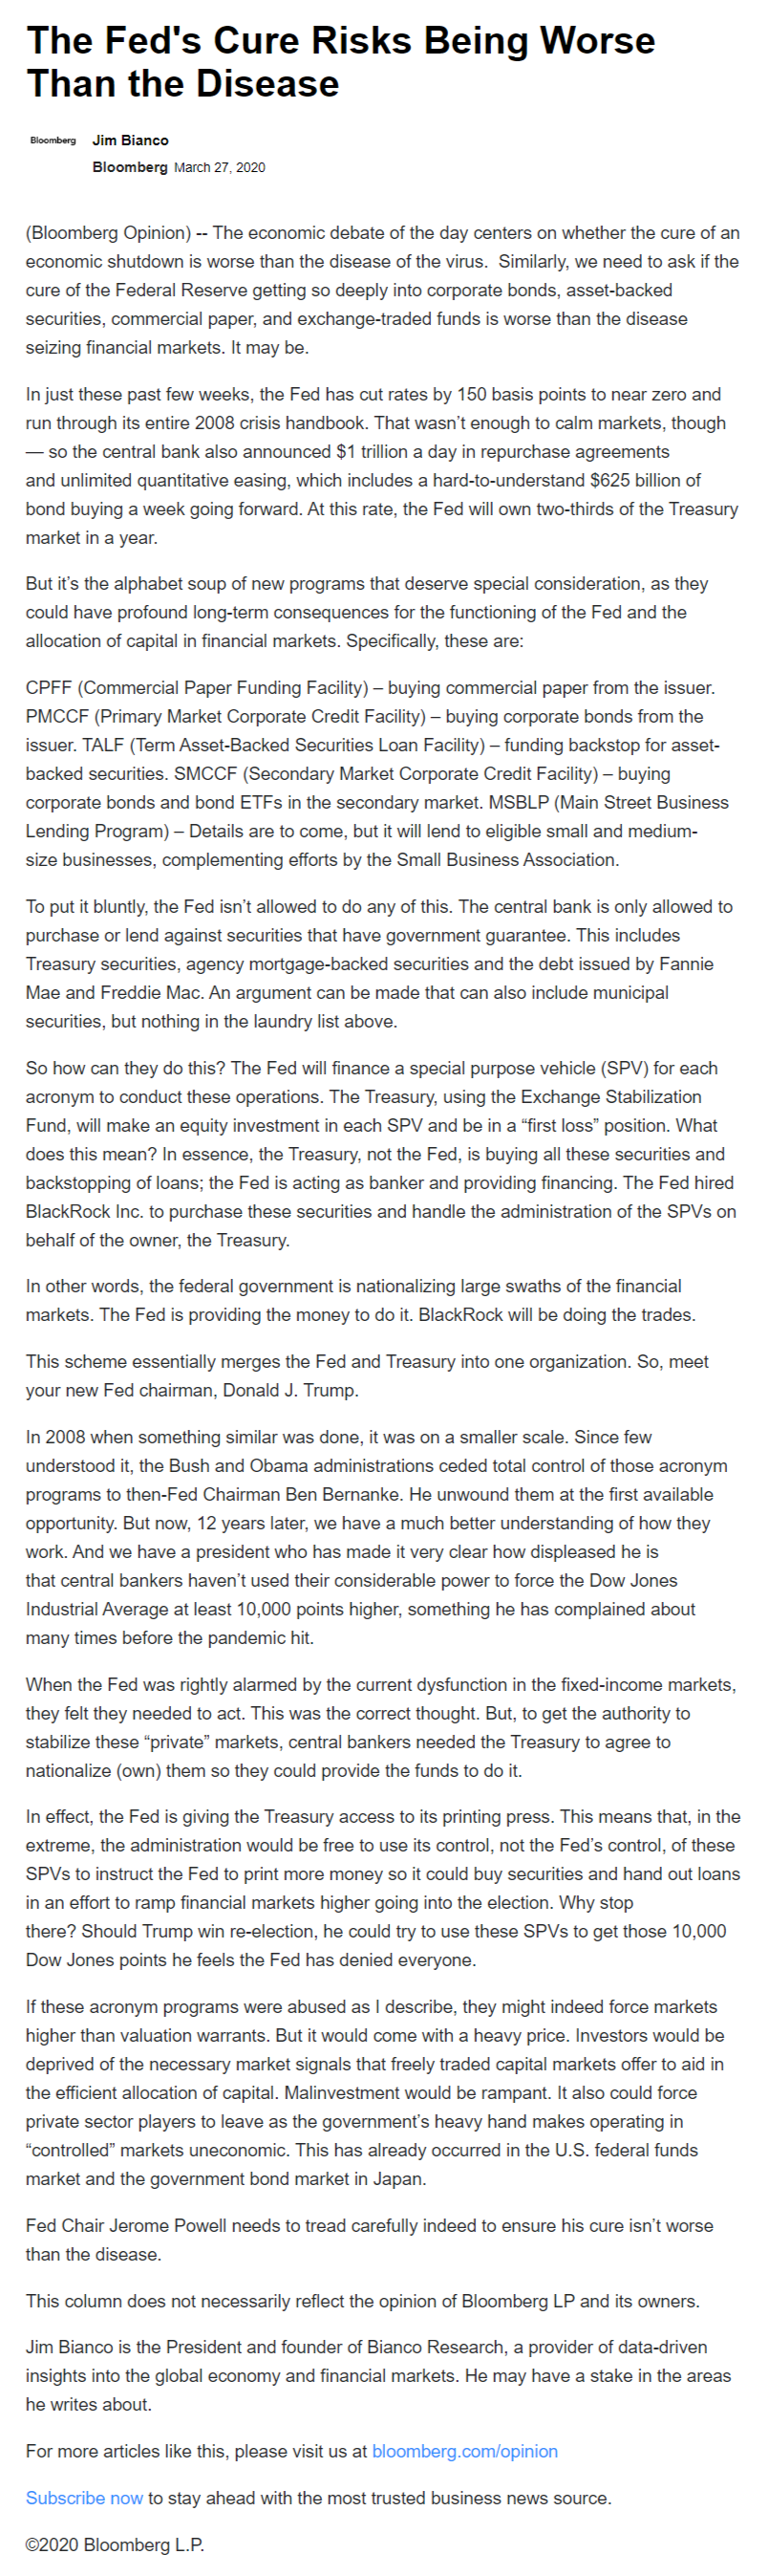 The Fed's Cure Risks Being Worse
Than the Disease
Bloomberg
Jim Bianco
Bloomberg March 27, 2020
(Bloomberg Opinion) -- The economic debate of the day centers on whether the cure of an
economic shutdown is worse than the disease of the virus.  Similarly, we need to ask if the
cure of the Federal Reserve getting so deeply into corporate bonds, asset-backed
securities, commercial paper, and exchange-traded funds is worse than the disease
seizing financial markets. It may be.
In just these past few weeks, the Fed has cut rates by 150 basis points to near zero and
run through its entire 2008 crisis handbook. That wasn’t enough to calm markets, though
— so the central bank also announced $1 trillion a day in repurchase agreements
and unlimited quantitative easing, which includes a hard-to-understand $625 billion of
bond buying a week going forward. At this rate, the Fed will own two-thirds of the Treasury
market in a year.
But it’s the alphabet soup of new programs that deserve special consideration, as they
could have profound long-term consequences for the functioning of the Fed and the
allocation of capital in financial markets. Specifically, these are:
CPFF (Commercial Paper Funding Facility) – buying commercial paper from the issuer.
PMCCF (Primary Market Corporate Credit Facility) – buying corporate bonds from the
issuer. TALF (Term Asset-Backed Securities Loan Facility) – funding backstop for asset-
backed securities. SMCCF (Secondary Market Corporate Credit Facility) – buying
corporate bonds and bond ETFs in the secondary market. MSBLP (Main Street Business
Lending Program) – Details are to come, but it will lend to eligible small and medium-
size businesses, complementing efforts by the Small Business Association.
To put it bluntly, the Fed isn’t allowed to do any of this. The central bank is only allowed to
purchase or lend against securities that have government guarantee. This includes
Treasury securities, agency mortgage-backed securities and the debt issued by Fannie
Mae and Freddie Mac. An argument can be made that can also include municipal
securities, but nothing in the laundry list above.
So how can they do this? The Fed will finance a special purpose vehicle (SPV) for each
acronym to conduct these operations. The Treasury, using the Exchange Stabilization
Fund, will make an equity investment in each SPV and be in a “first loss” position. What
does this mean? In essence, the Treasury, not the Fed, is buying all these securities and
backstopping of loans; the Fed is acting as banker and providing financing. The Fed hired
BlackRock Inc. to purchase these securities and handle the administration of the SPVs on
behalf of the owner, the Treasury.
In other words, the federal government is nationalizing large swaths of the financial
markets. The Fed is providing the money to do it. BlackRock will be doing the trades.
This scheme essentially merges the Fed and Treasury into one organization. So, meet
your new Fed chairman, Donald J. Trump.
In 2008 when something similar was done, it was on a smaller scale. Since few
understood it, the Bush and Obama administrations ceded total control of those acronym
programs to then-Fed Chairman Ben Bernanke. He unwound them at the first available
opportunity. But now, 12 years later, we have a much better understanding of how they
work. And we have a president who has made it very clear how displeased he is
that central bankers haven’t used their considerable power to force the Dow Jones
Industrial Average at least 10,000 points higher, something he has complained about
many times before the pandemic hit.
When the Fed was rightly alarmed by the current dysfunction in the fixed-income markets,
they felt they needed to act. This was the correct thought. But, to get the authority to
stabilize these “private” markets, central bankers needed the Treasury to agree to
nationalize (own) them so they could provide the funds to do it.
In effect, the Fed is giving the Treasury access to its printing press. This means that, in the
extreme, the administration would be free to use its control, not the Fed’s control, of these
SPVs to instruct the Fed to print more money so it could buy securities and hand out loans
in an effort to ramp financial markets higher going into the election. Why stop
there? Should Trump win re-election, he could try to use these SPVs to get those 10,000
Dow Jones points he feels the Fed has denied everyone.
If these acronym programs were abused as I describe, they might indeed force markets
higher than valuation warrants. But it would come with a heavy price. Investors would be
deprived of the necessary market signals that freely traded capital markets offer to aid in
the efficient allocation of capital. Malinvestment would be rampant. It also could force
private sector players to leave as the government’s heavy hand makes operating in
“controlled” markets uneconomic. This has already occurred in the U.S. federal funds
market and the government bond market in Japan.
Fed Chair Jerome Powell needs to tread carefully indeed to ensure his cure isn’t worse
than the disease.
This column does not necessarily reflect the opinion of Bloomberg LP and its owners.
Jim Bianco is the President and founder of Bianco Research, a provider of data-driven
insights into the global economy and financial markets. He may have a stake in the areas
he writes about.
For more articles like this, please visit us at bloomberg.com/opinion
Subscribe now to stay ahead with the most trusted business news source.
©2020 Bloomberg L.P.